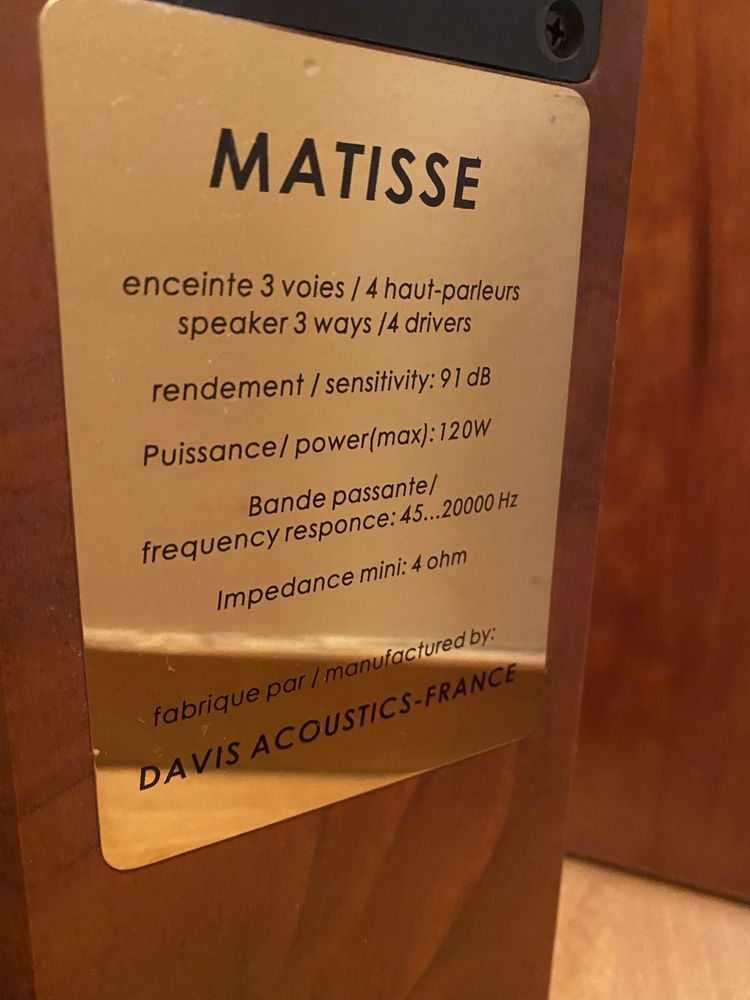 MATISSE
enceinte 3 voies / 4 haut-parleurs
speaker 3 ways /4 drivers
rendement / sensitivity: 91 dB
Puissance/ power(max): 120W
Bande passante/
frequency responce: 45...20000 Hz
Impedance mini: 4 ohm
fabrique par / manufactured by:
DAVIS ACOUSTICS-FRANCE